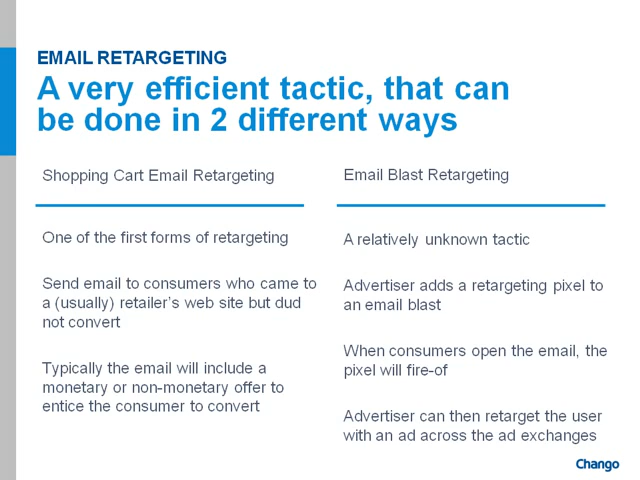 EMAIL RETARGETING
A very efficient tactic, that can
be done in 2 different ways
Shopping Cart Email Retargeting
One of the first forms of retargeting
Send email to consumers who came to
a (usually) retailer's web site but dud
not convert
Typically the email will include a
monetary or non-monetary offer to
entice the consumer to convert
Email Blast Retargeting
A relatively unknown tactic
Advertiser adds a retargeting pixel to
an email blast
When consumers open the email, the
pixel will fire-of
Advertiser can then retarget the user
with an ad across the ad exchanges
Chango